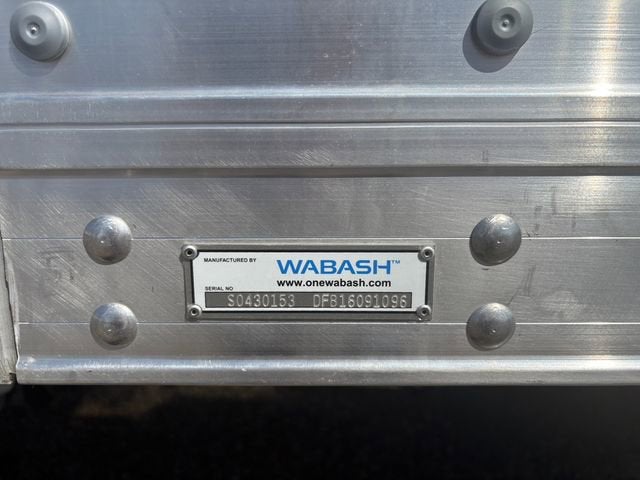 MANUFACTURED BY WABASH™
www.onewabash.com
SERIAL NO
S0430153 DFB16091096